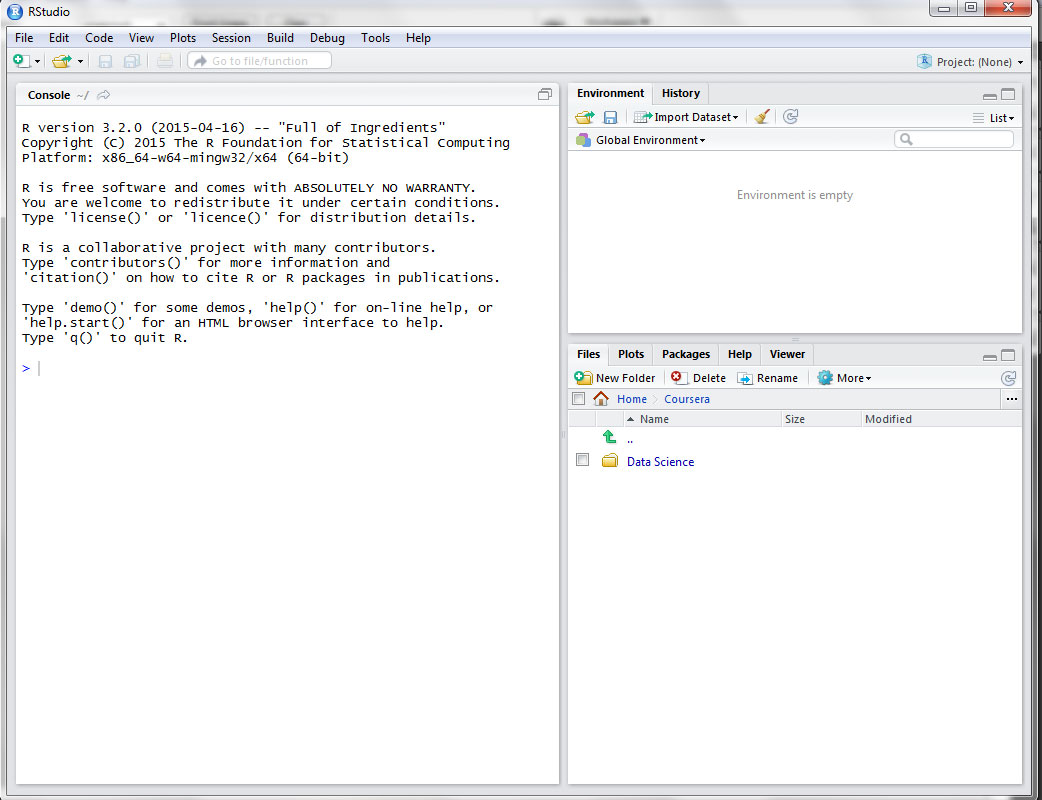 RStudio
File Edit Code View Plots Session Build Debug Tools Help
Go to file/function
Project: (None)
Console ~/
R version 3.2.0 (2015-04-16) -- "Full of Ingredients"
Copyright (C) 2015 The R Foundation for Statistical Computing
Platform: x86_64-w64-mingw32/x64 (64-bit)
R is free software and comes with ABSOLUTELY NO WARRANTY.
You are welcome to redistribute it under certain conditions.
Type 'license()' or 'licence()' for distribution details.
R is a collaborative project with many contributors.
Type 'contributors()' for more information and
'citation()' on how to cite R or R packages in publications.
Type 'demo()' for some demos, 'help()' for on-line help, or
'help.start()' for an HTML browser interface to help.
Type 'q()' to quit R.
>
Environment History
Import Dataset List
Global Environment
Environment is empty
Files Plots Packages Help Viewer
New Folder Delete Rename More
Home Coursera ...
Name Size Modified
..
Data Science